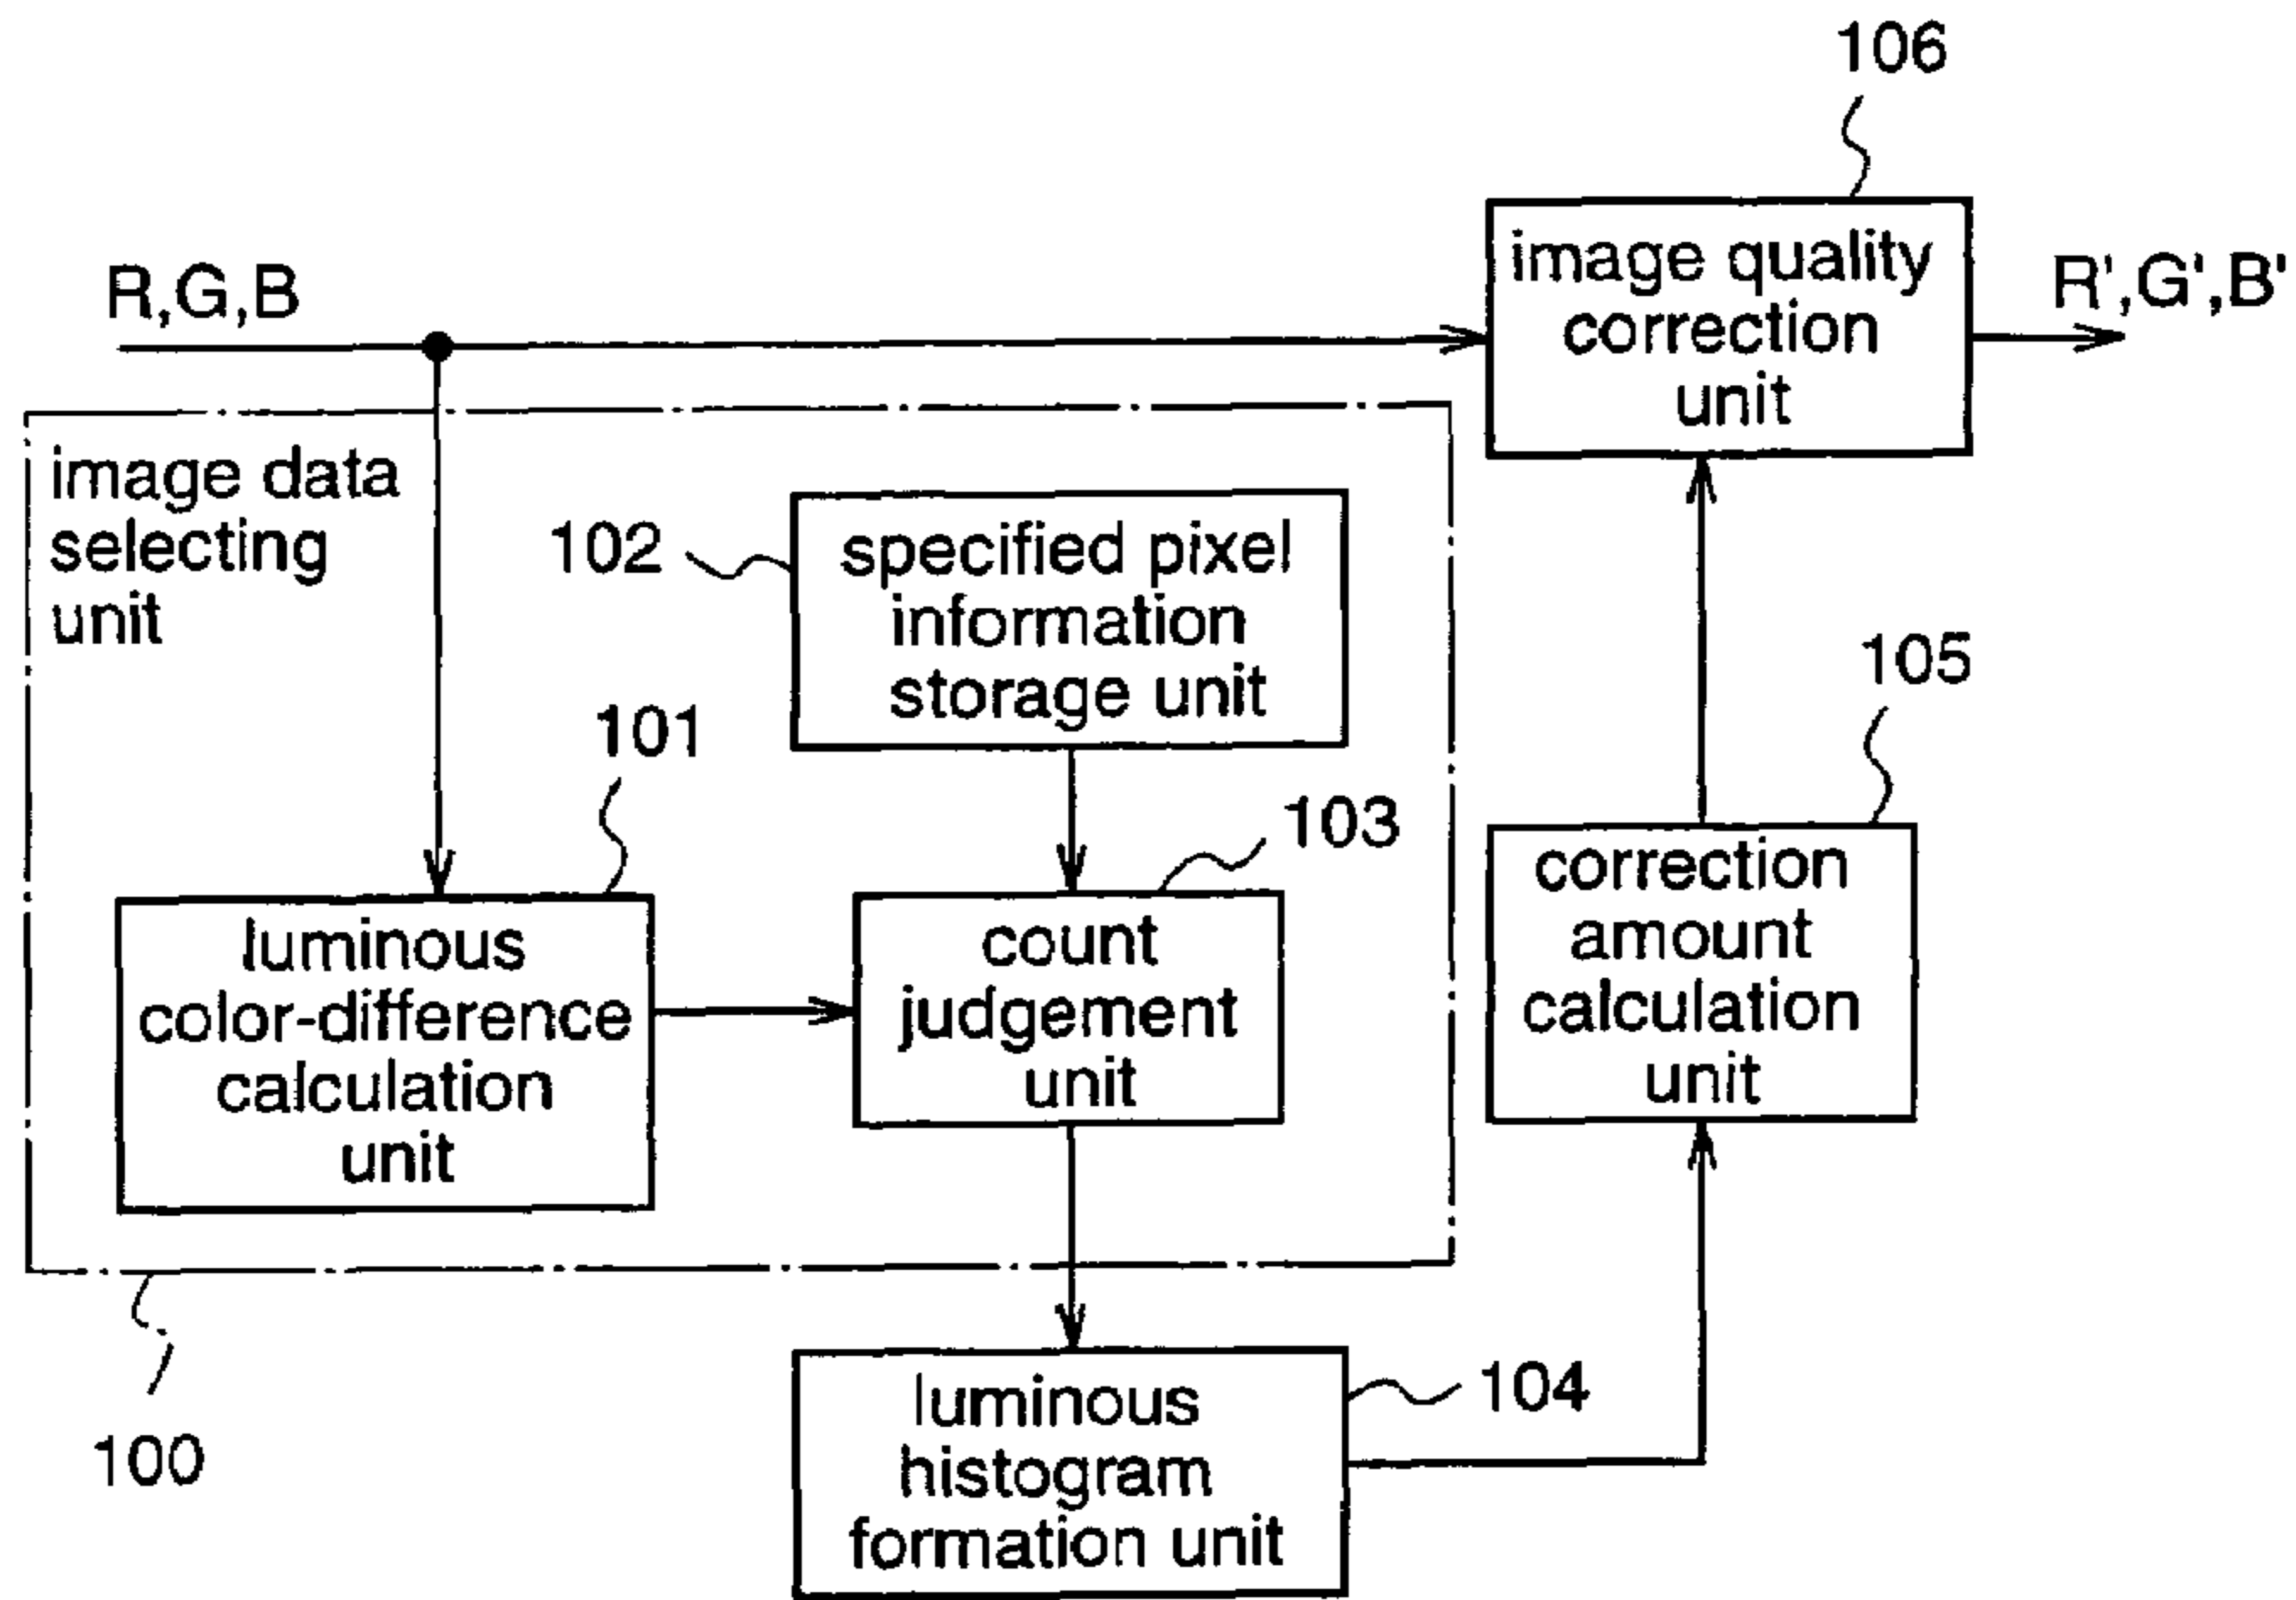 106
R,G,B
image quality
correction
unit
R',G',B'
image data
selecting
unit
102
specified pixel
information
storage unit
105
101
103
luminous
color-difference
calculation
unit
count
judgement
unit
correction
amount
calculation
unit
100
luminous
histogram
formation unit
104